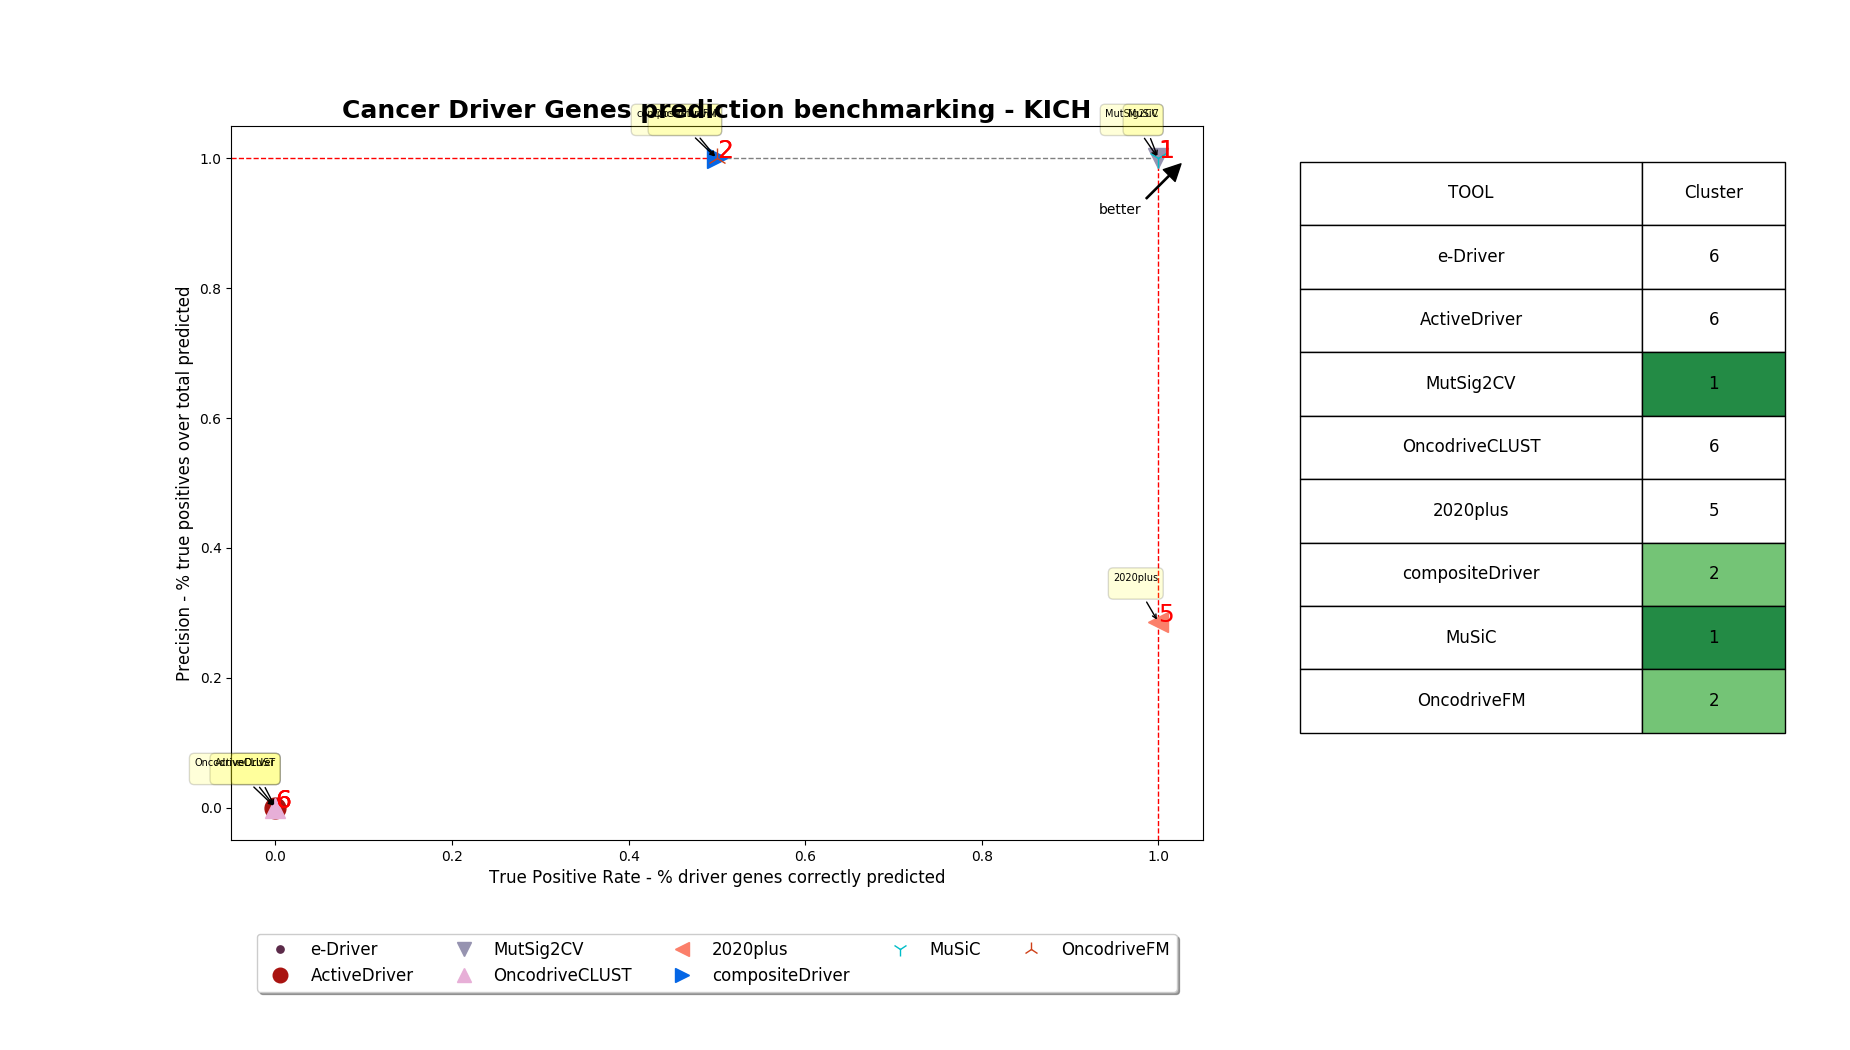 Cancer Driver Genes prediction benchmarking - KICH
2
1
better
Precision - % true positives over total predicted
1.0
0.8
0.6
0.4
0.2
0.0
2020plus
5
6
0.0 0.2 0.4 0.6 0.8 1.0
True Positive Rate - % driver genes correctly predicted
e-Driver MutSig2CV 2020plus MuSiC OncodriveFM
ActiveDriver OncodriveCLUST compositeDriver
TOOL Cluster
e-Driver 6
ActiveDriver 6
MutSig2CV 1
OncodriveCLUST 6
2020plus 5
compositeDriver 2
MuSiC 1
OncodriveFM 2